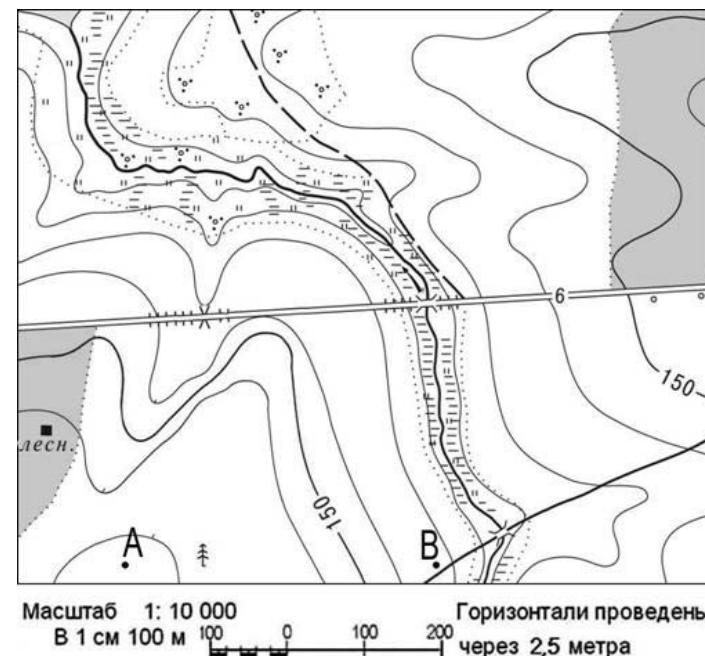 6
150
лесн.
150
А
В
Масштаб 1: 10 000
Горизонтали проведень
В 1 см 100 м
100 0 100 200
через 2,5 метра